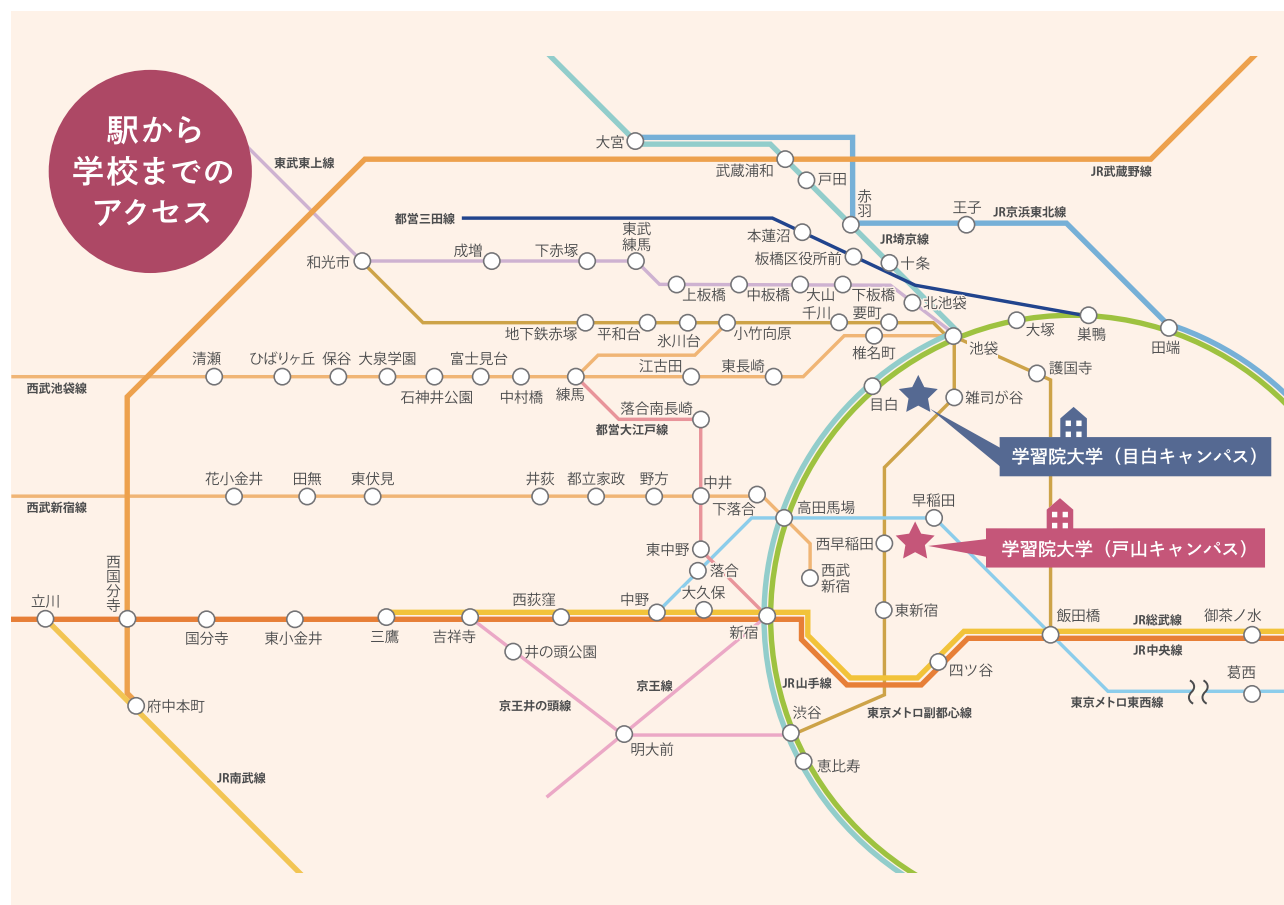 駅から
学校までの
アクセス
東武東上線
大宮
武蔵浦和
戸田
JR武蔵野線
赤羽
王子
JR京浜東北線
都営三田線
本蓮沼
JR埼京線
板橋区役所前
十条
和光市
成増
下赤塚
東武
練馬
上板橋
中板橋
大山
下板橋
北池袋
地下鉄赤塚
平和台
氷川台
小竹向原
千川
要町
大塚
巣鴨
田端
椎名町
池袋
清瀬
ひばりヶ丘
保谷
大泉学園
石神井公園
富士見台
中村橋
練馬
江古田
東長崎
護国寺
西武池袋線
目白
雑司が谷
落合南長崎
都営大江戸線
学習院大学（目白キャンパス）
花小金井
田無
東伏見
井荻
都立家政
野方
中井
下落合
高田馬場
早稲田
西武新宿線
東中野
西早稲田
学習院大学（戸山キャンパス）
落合
西武
新宿
西国分寺
立川
国分寺
東小金井
三鷹
吉祥寺
西荻窪
中野
大久保
新宿
東新宿
飯田橋
御茶ノ水
JR総武線
JR中央線
井の頭公園
四ツ谷
葛西
京王線
JR山手線
府中本町
京王井の頭線
渋谷
東京メトロ副都心線
東京メトロ東西線
明大前
恵比寿
JR南武線